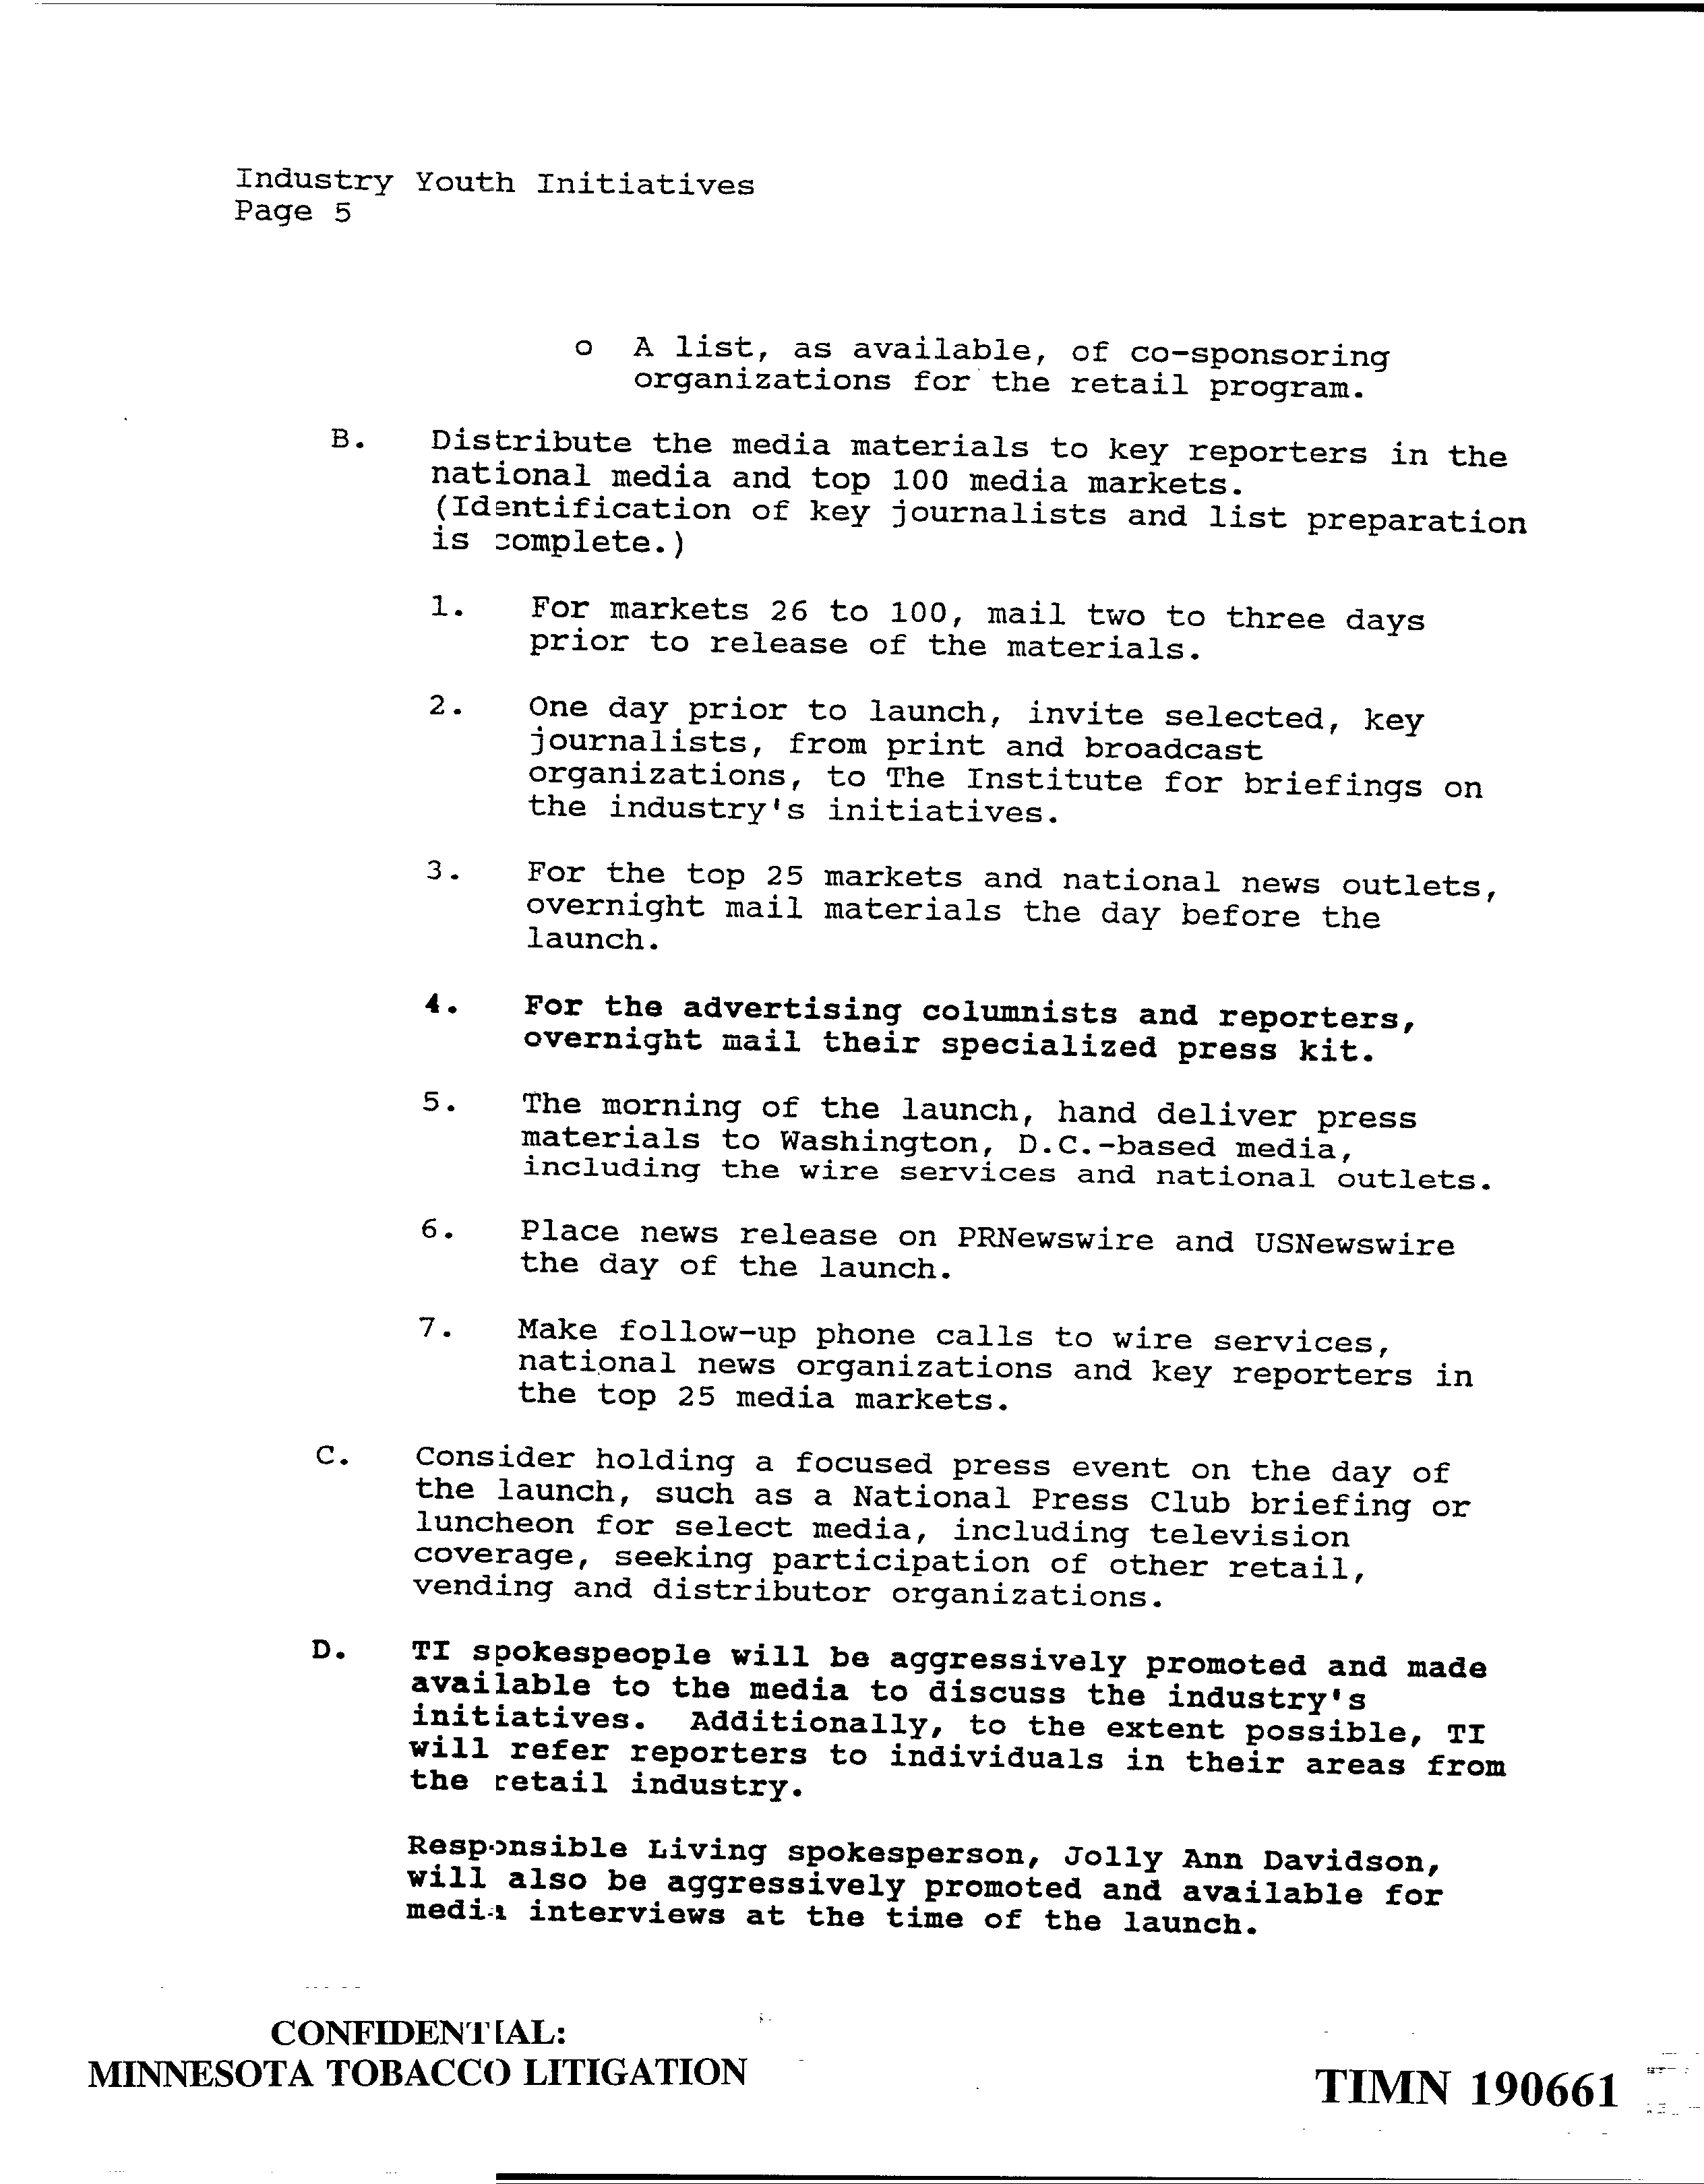 Industry Youth Initiatives
Page 5
o A list, as available, of co-sponsoring
organizations for the retail program.
B. Distribute the media materials to key reporters in the
national media and top 100 media markets.
(Identification of key journalists and list preparation
is complete.)
1. For markets 26 to 100, mail two to three days
prior to release of the materials.
2. One day prior to launch, invite selected, key
journalists, from print and broadcast
organizations, to The Institute for briefings on
the industry's initiatives.
3. For the top 25 markets and national news outlets,
overnight mail materials the day before the
launch.
4. For the advertising columnists and reporters,
overnight mail their specialized press kit.
5. The morning of the launch, hand deliver press
materials to Washington, D.C.-based media,
including the wire services and national outlets.
6. Place news release on PRNewswire and USNewswire
the day of the launch.
7. Make follow-up phone calls to wire services,
national news organizations and key reporters in
the top 25 media markets.
C. Consider holding a focused press event on the day of
the launch, such as a National Press Club briefing or
luncheon for select media, including television
coverage, seeking participation of other retail,
vending and distributor organizations.
D. TI spokespeople will be aggressively promoted and made
available to the media to discuss the industry's
initiatives. Additionally, to the extent possible, TI
will refer reporters to individuals in their areas from
the retail industry.
Responsible Living spokesperson, Jolly Ann Davidson,
will also be aggressively promoted and available for
media interviews at the time of the launch.
CONFIDENTIAL:
MINNESOTA TOBACCO LITIGATION
TIMN 190661